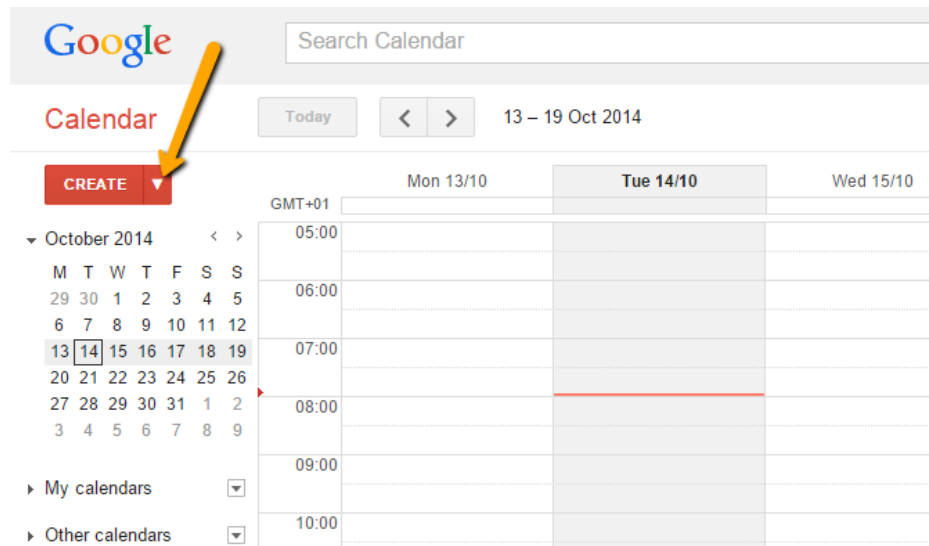 Google
Search Calendar
Calendar
Today
13 – 19 Oct 2014
CREATE
Mon 13/10
Tue 14/10
Wed 15/10
GMT+01
October 2014
M T W T F S S
29 30 1 2 3 4 5
6 7 8 9 10 11 12
13 14 15 16 17 18 19
20 21 22 23 24 25 26
27 28 29 30 31 1 2
3 4 5 6 7 8 9
My calendars
Other calendars
05:00
06:00
07:00
08:00
09:00
10:00